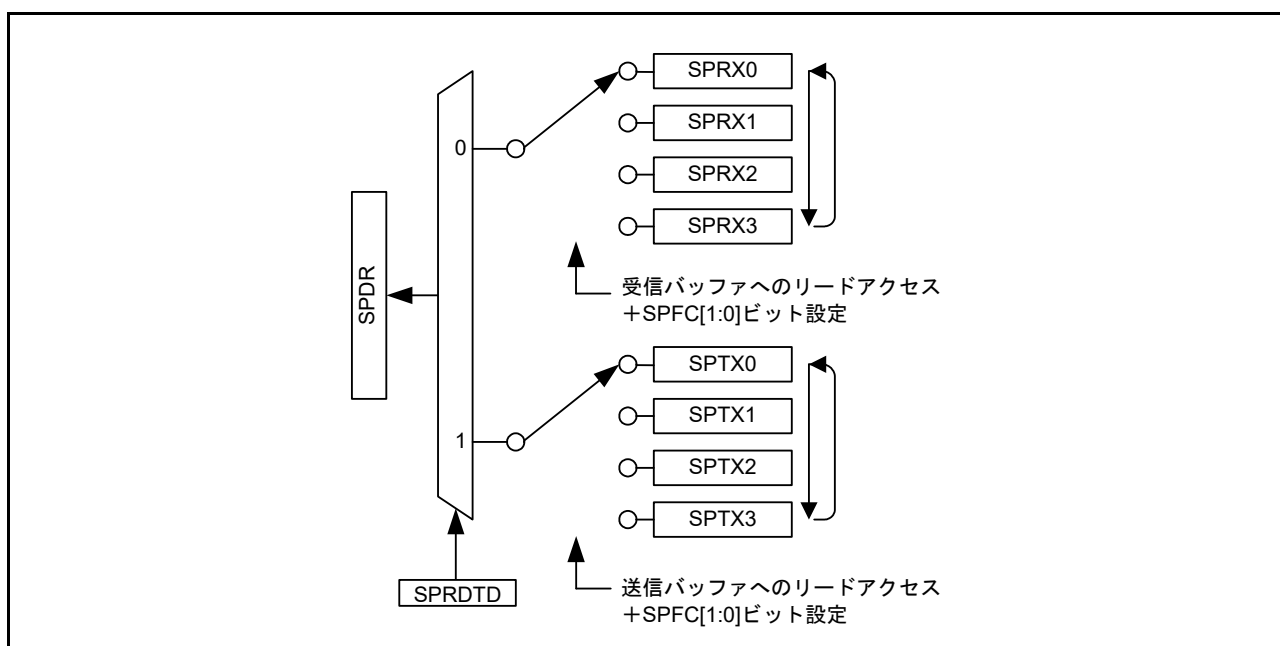 SPRX0
SPRX1
0
SPRX2
SPRX3
SPDR
受信バッファへのリードアクセス
+SPFC[1:0]ビット設定
SPTX0
SPTX1
1
SPTX2
SPTX3
SPRDTD
送信バッファへのリードアクセス
+SPFC[1:0]ビット設定